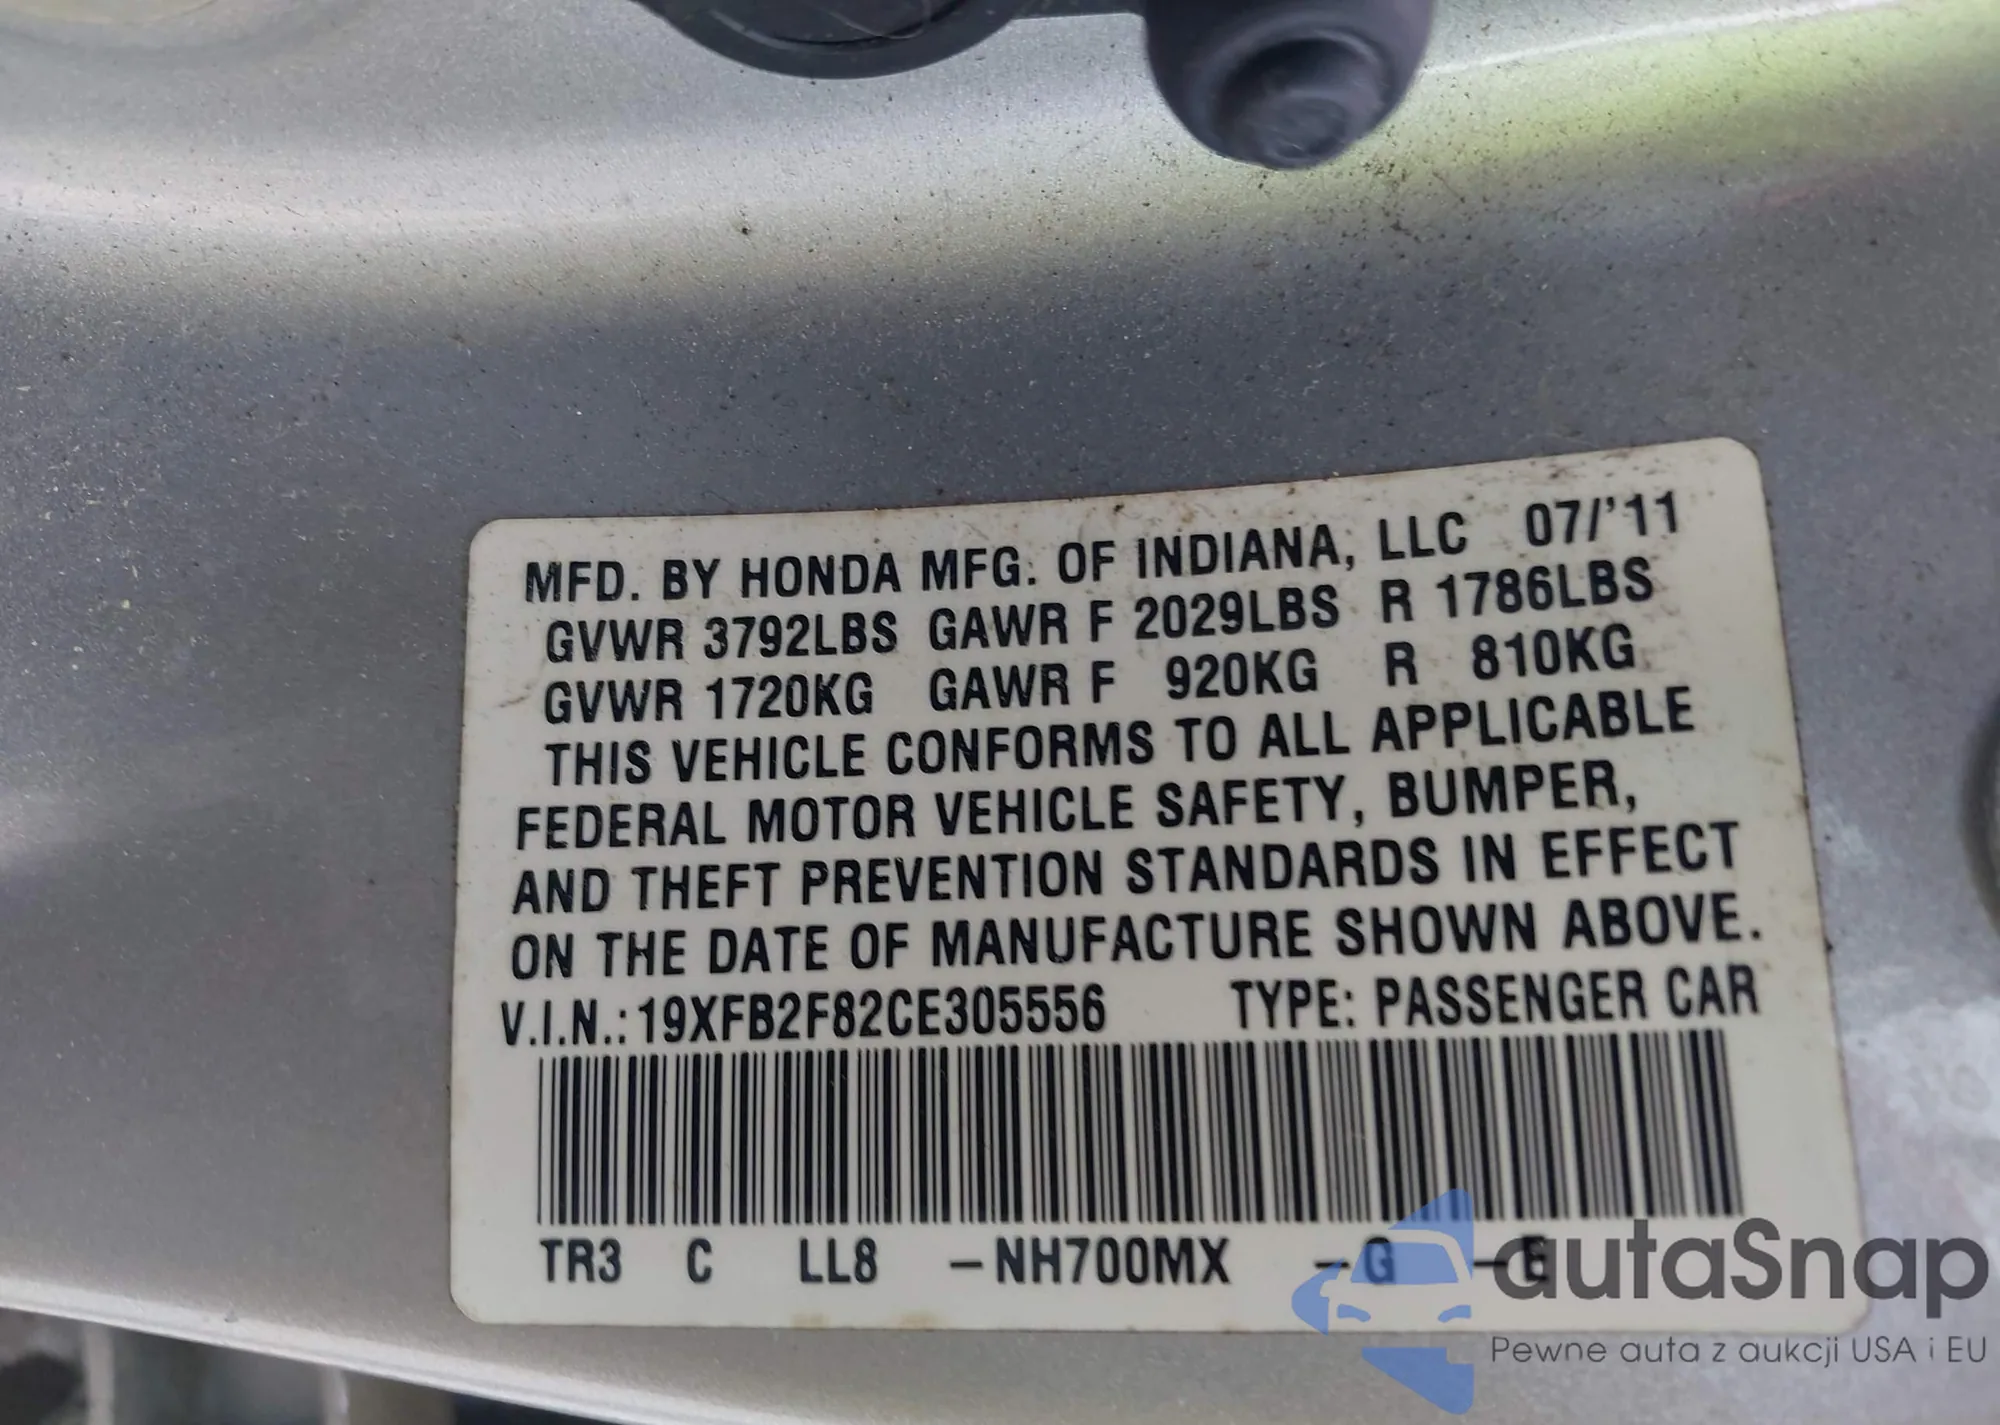 MFD. BY HONDA MFG. OF INDIANA, LLC 07/'11
GVWR 3792LBS GAWR F 2029LBS R 1786LBS
GVWR 1720KG GAWR F 920KG R 810KG
THIS VEHICLE CONFORMS TO ALL APPLICABLE
FEDERAL MOTOR VEHICLE SAFETY, BUMPER,
AND THEFT PREVENTION STANDARDS IN EFFECT
ON THE DATE OF MANUFACTURE SHOWN ABOVE.
V.I.N.: 19XFB2F82CE305556 TYPE: PASSENGER CAR
TR3 C LL8 –NH700MX –G –E
autaSnap
Pewne auta z aukcji USA i EU